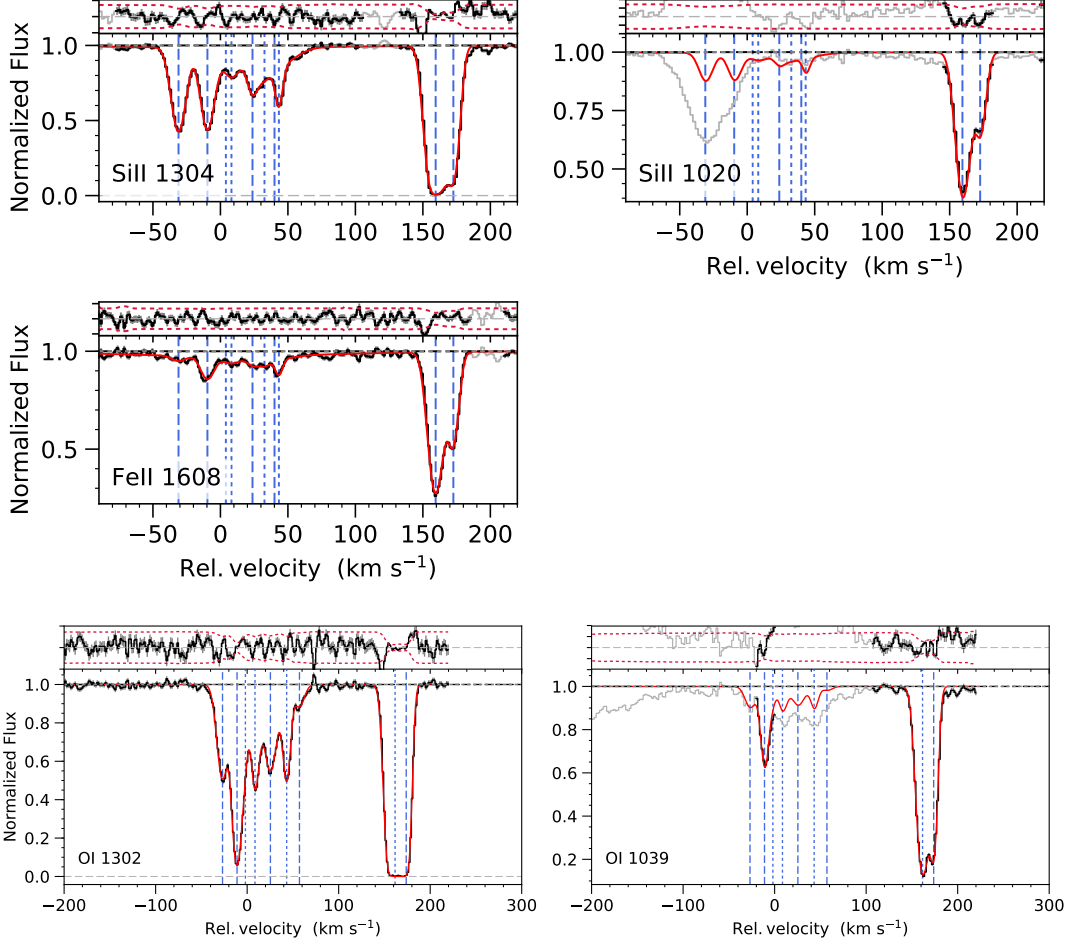 Normalized Flux
1.0
0.5
0.0
SiII 1304
−50 0 50 100 150 200
Normalized Flux
1.00
0.75
0.50
SiII 1020
−50 0 50 100 150 200
Rel. velocity (km s⁻¹)
Normalized Flux
1.0
0.5
FeII 1608
−50 0 50 100 150 200
Rel. velocity (km s⁻¹)
Normalized Flux
1.0
0.8
0.6
0.4
0.2
0.0
OI 1302
−200 −100 0 100 200 300
Rel. velocity (km s⁻¹)
1.0
0.8
0.6
0.4
0.2
OI 1039
−200 −100 0 100 200 300
Rel. velocity (km s⁻¹)